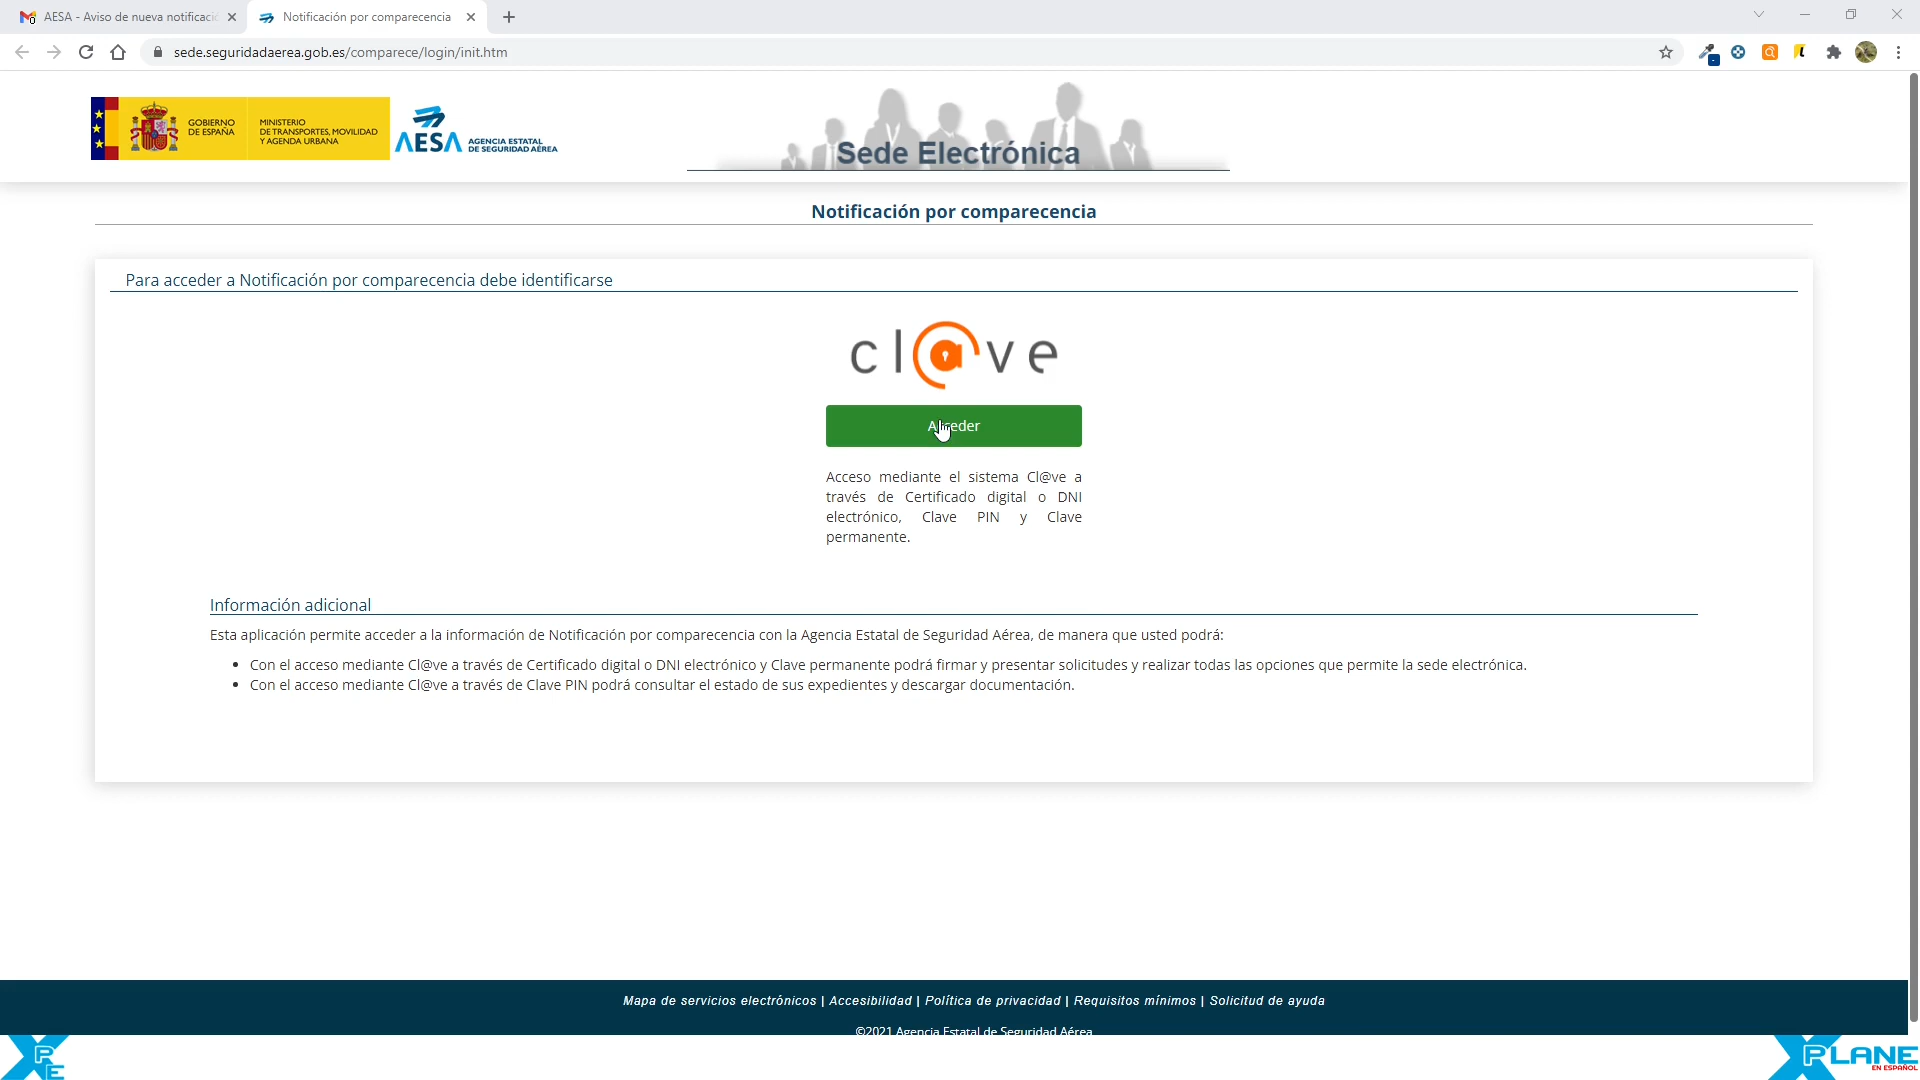 AESA - Aviso de nueva notificació
Notificación por comparecencia
sede.seguridadaerea.gob.es/comparece/login/init.htm
GOBIERNO
DE ESPAÑA
MINISTERIO
DE TRANSPORTES, MOVILIDAD
Y AGENDA URBANA
AESA AGENCIA ESTATAL
DE SEGURIDAD AÉREA
Sede Electrónica
Notificación por comparecencia
Para acceder a Notificación por comparecencia debe identificarse
cl@ve
Acceder
Acceso mediante el sistema Cl@ve a
través de Certificado digital o DNI
electrónico, Clave PIN y Clave
permanente.
Información adicional
Esta aplicación permite acceder a la información de Notificación por comparecencia con la Agencia Estatal de Seguridad Aérea, de manera que usted podrá:
• Con el acceso mediante Cl@ve a través de Certificado digital o DNI electrónico y Clave permanente podrá firmar y presentar solicitudes y realizar todas las opciones que permite la sede electrónica.
• Con el acceso mediante Cl@ve a través de Clave PIN podrá consultar el estado de sus expedientes y descargar documentación.
Mapa de servicios electrónicos | Accesibilidad | Política de privacidad | Requisitos mínimos | Solicitud de ayuda
©2021 Agencia Estatal de Seguridad Aérea
XPE
X PLANE
EN ESPAÑOL